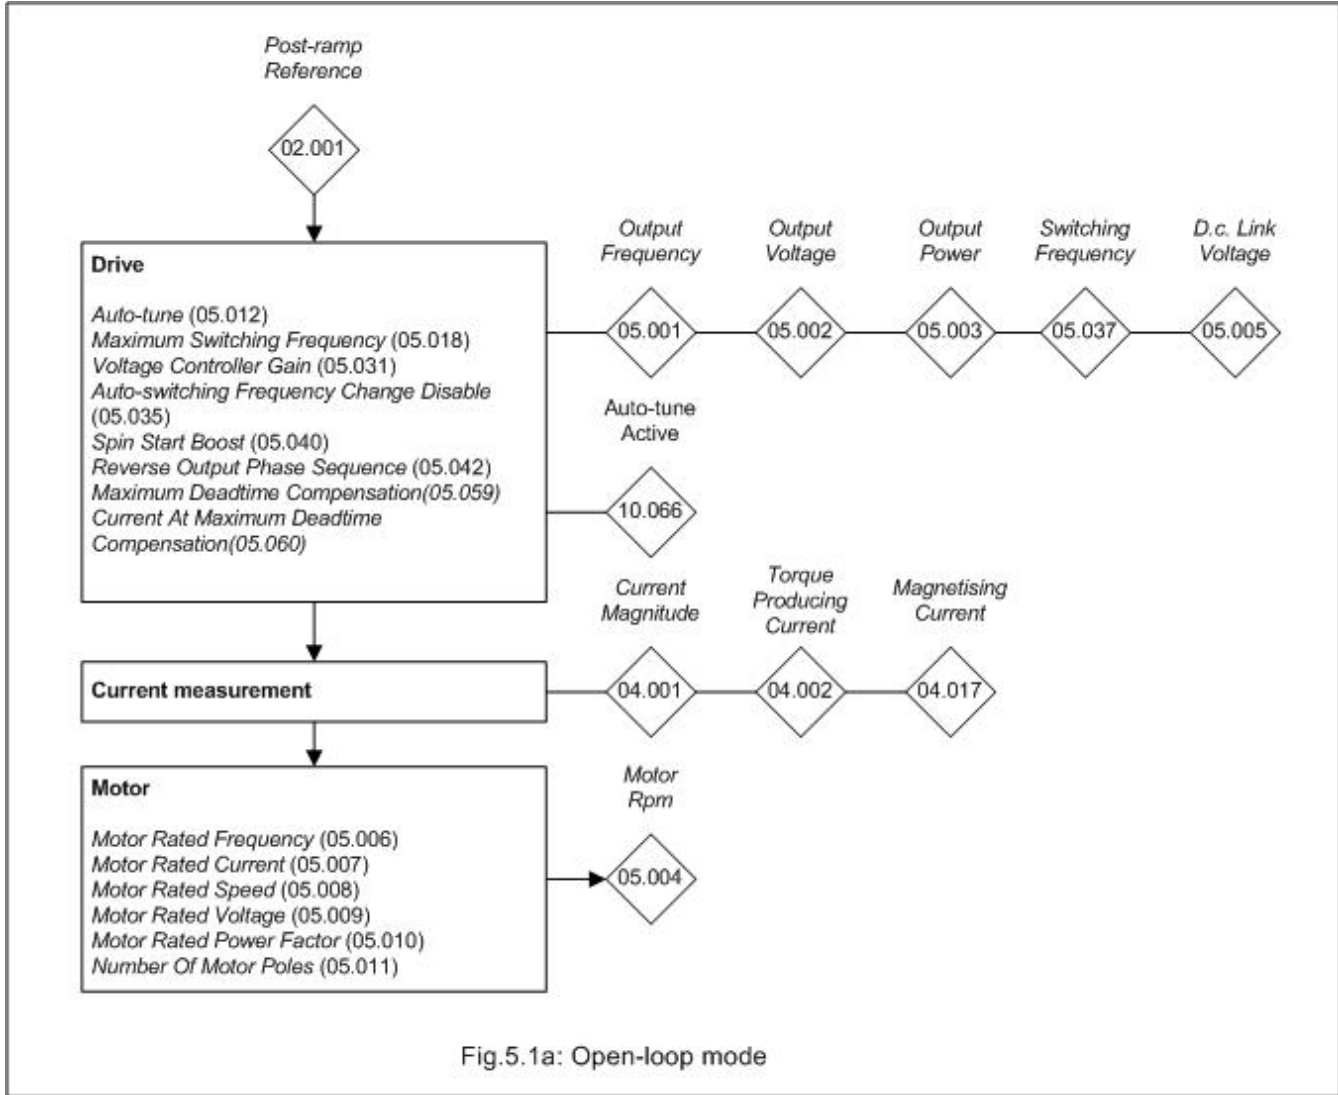 Post-ramp
Reference
02.001
Drive
Auto-tune (05.012)
Maximum Switching Frequency (05.018)
Voltage Controller Gain (05.031)
Auto-switching Frequency Change Disable
(05.035)
Spin Start Boost (05.040)
Reverse Output Phase Sequence (05.042)
Maximum Deadtime Compensation(05.059)
Current At Maximum Deadtime
Compensation(05.060)
Output
Frequency
05.001
Output
Voltage
05.002
Output
Power
05.003
Switching
Frequency
05.037
D.c. Link
Voltage
05.005
Auto-tune
Active
10.066
Current measurement
Current
Magnitude
04.001
Torque
Producing
Current
04.002
Magnetising
Current
04.017
Motor
Motor Rated Frequency (05.006)
Motor Rated Current (05.007)
Motor Rated Speed (05.008)
Motor Rated Voltage (05.009)
Motor Rated Power Factor (05.010)
Number Of Motor Poles (05.011)
Motor
Rpm
05.004
Fig.5.1a: Open-loop mode